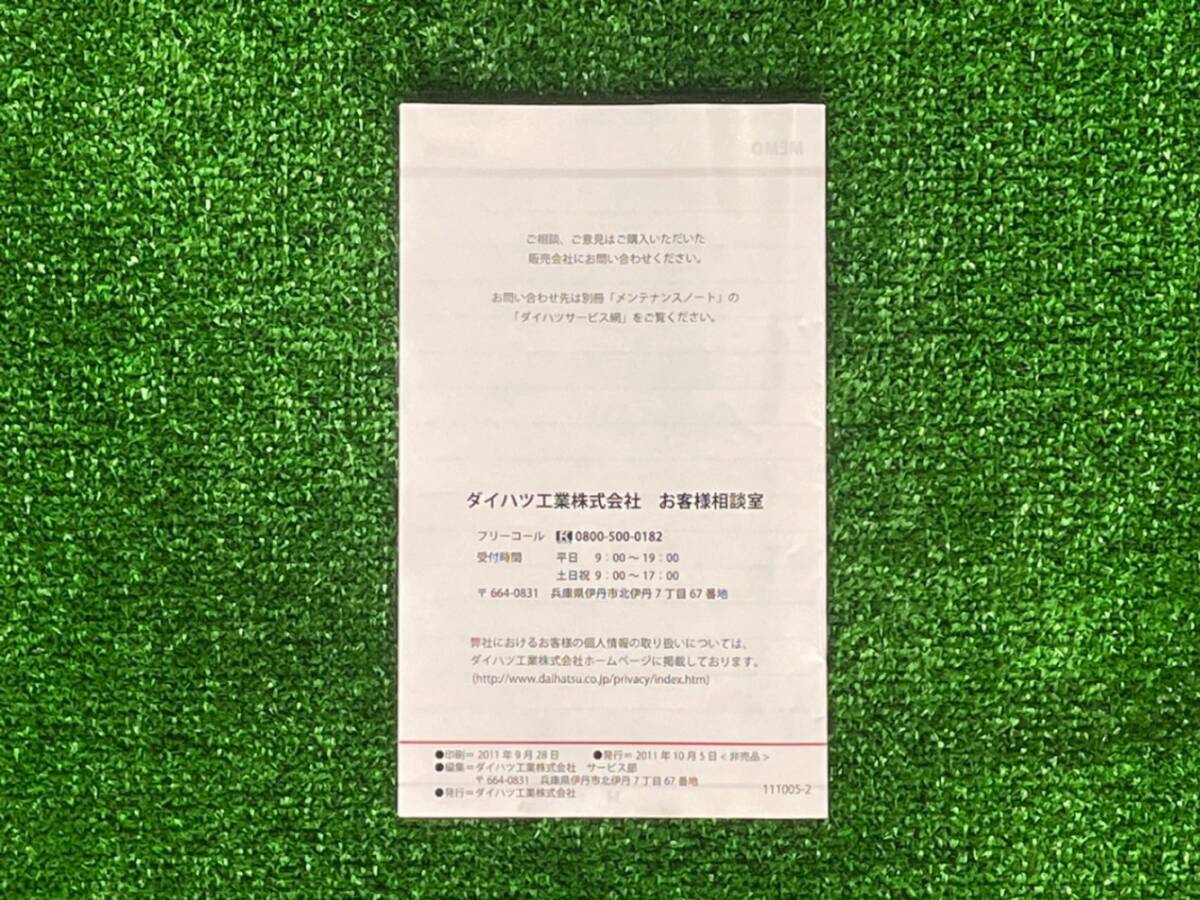 MEMO
ご相談、ご意見はご購入いただいた
販売会社にお問い合わせください。
お問い合わせ先は別冊「メンテナンスノート」の
「ダイハツサービス網」をご覧ください。
ダイハツ工業株式会社 お客様相談室
フリーコール 0800-500-0182
受付時間 平日 9:00～19:00
土日祝 9:00～17:00
〒664-0831 兵庫県伊丹市北伊丹7丁目67番地
弊社におけるお客様の個人情報の取り扱いについては、
ダイハツ工業株式会社ホームページに掲載しております。
(http://www.daihatsu.co.jp/privacy/index.htm)
●印刷＝2011年9月28日 ●発行＝2011年10月5日<非売品>
●編集＝ダイハツ工業株式会社 サービス部
〒664-0831 兵庫県伊丹市北伊丹7丁目67番地
●発行＝ダイハツ工業株式会社
111005-2